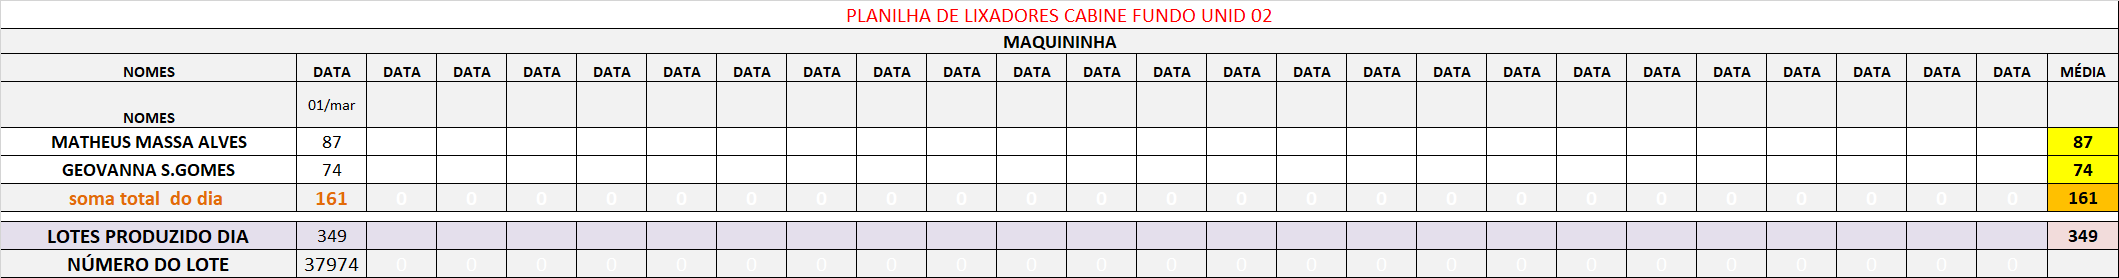 PLANILHA DE LIXADORES CABINE FUNDO UNID 02
MAQUININHA
NOMES DATA DATA DATA DATA DATA DATA DATA DATA DATA DATA DATA DATA DATA DATA DATA DATA DATA DATA DATA DATA DATA DATA DATA DATA DATA MÉDIA
NOMES 01/mar
MATHEUS MASSA ALVES 87 87
GEOVANNA S.GOMES 74 74
soma total do dia 161 0 0 0 0 0 0 0 0 0 0 0 0 0 0 0 0 0 0 0 0 0 0 0 0 161
LOTES PRODUZIDO DIA 349 349
NÚMERO DO LOTE 37974 0 0 0 0 0 0 0 0 0 0 0 0 0 0 0 0 0 0 0 0 0 0 0 0